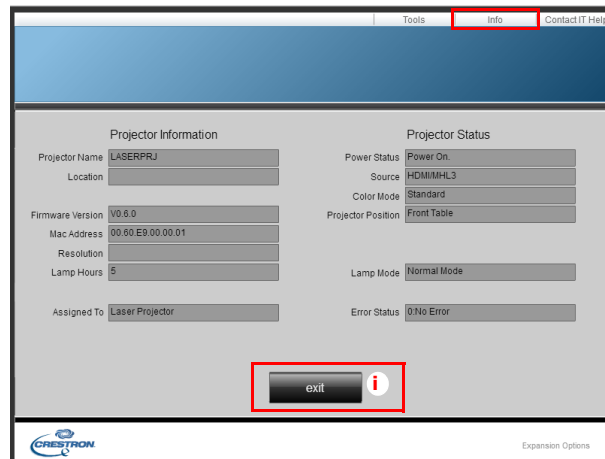 Tools Info Contact IT Help
Projector Information
Projector Name LASERPRJ
Location
Firmware Version V0.6.0
Mac Address 00.60.E9.00.00.01
Resolution
Lamp Hours 5
Assigned To Laser Projector
Projector Status
Power Status Power On.
Source HDMI/MHL3
Color Mode Standard
Projector Position Front Table
Lamp Mode Normal Mode
Error Status 0:No Error
exit i
CRESTRON Expansion Options